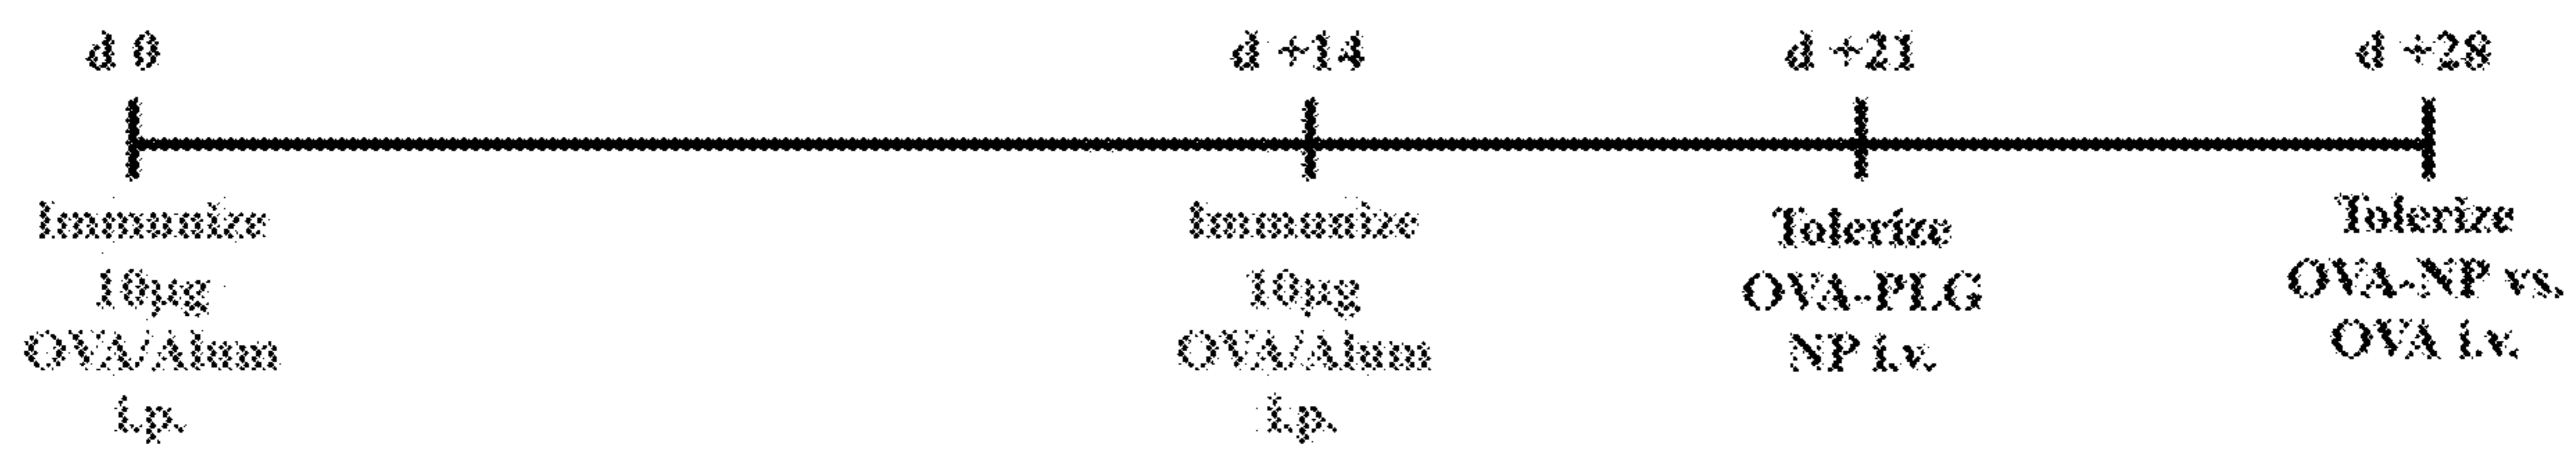 d 0
d +14
d +21
d +28
Immunize
10µg
OVA/Alum
i.p.
Immunize
10µg
OVA/Alum
i.p.
Tolerize
OVA-PLG
NP i.v.
Tolerize
OVA-NP vs.
OVA i.v.